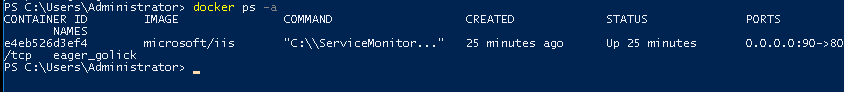 PS C:\Users\Administrator> docker ps -a
CONTAINER ID        IMAGE               COMMAND                  CREATED             STATUS              PORTS
         NAMES
e4eb526d3ef4        microsoft/iis       "C:\\ServiceMonitor..."   25 minutes ago      Up 25 minutes       0.0.0.0:90->80
/tcp   eager_golick
PS C:\Users\Administrator> _